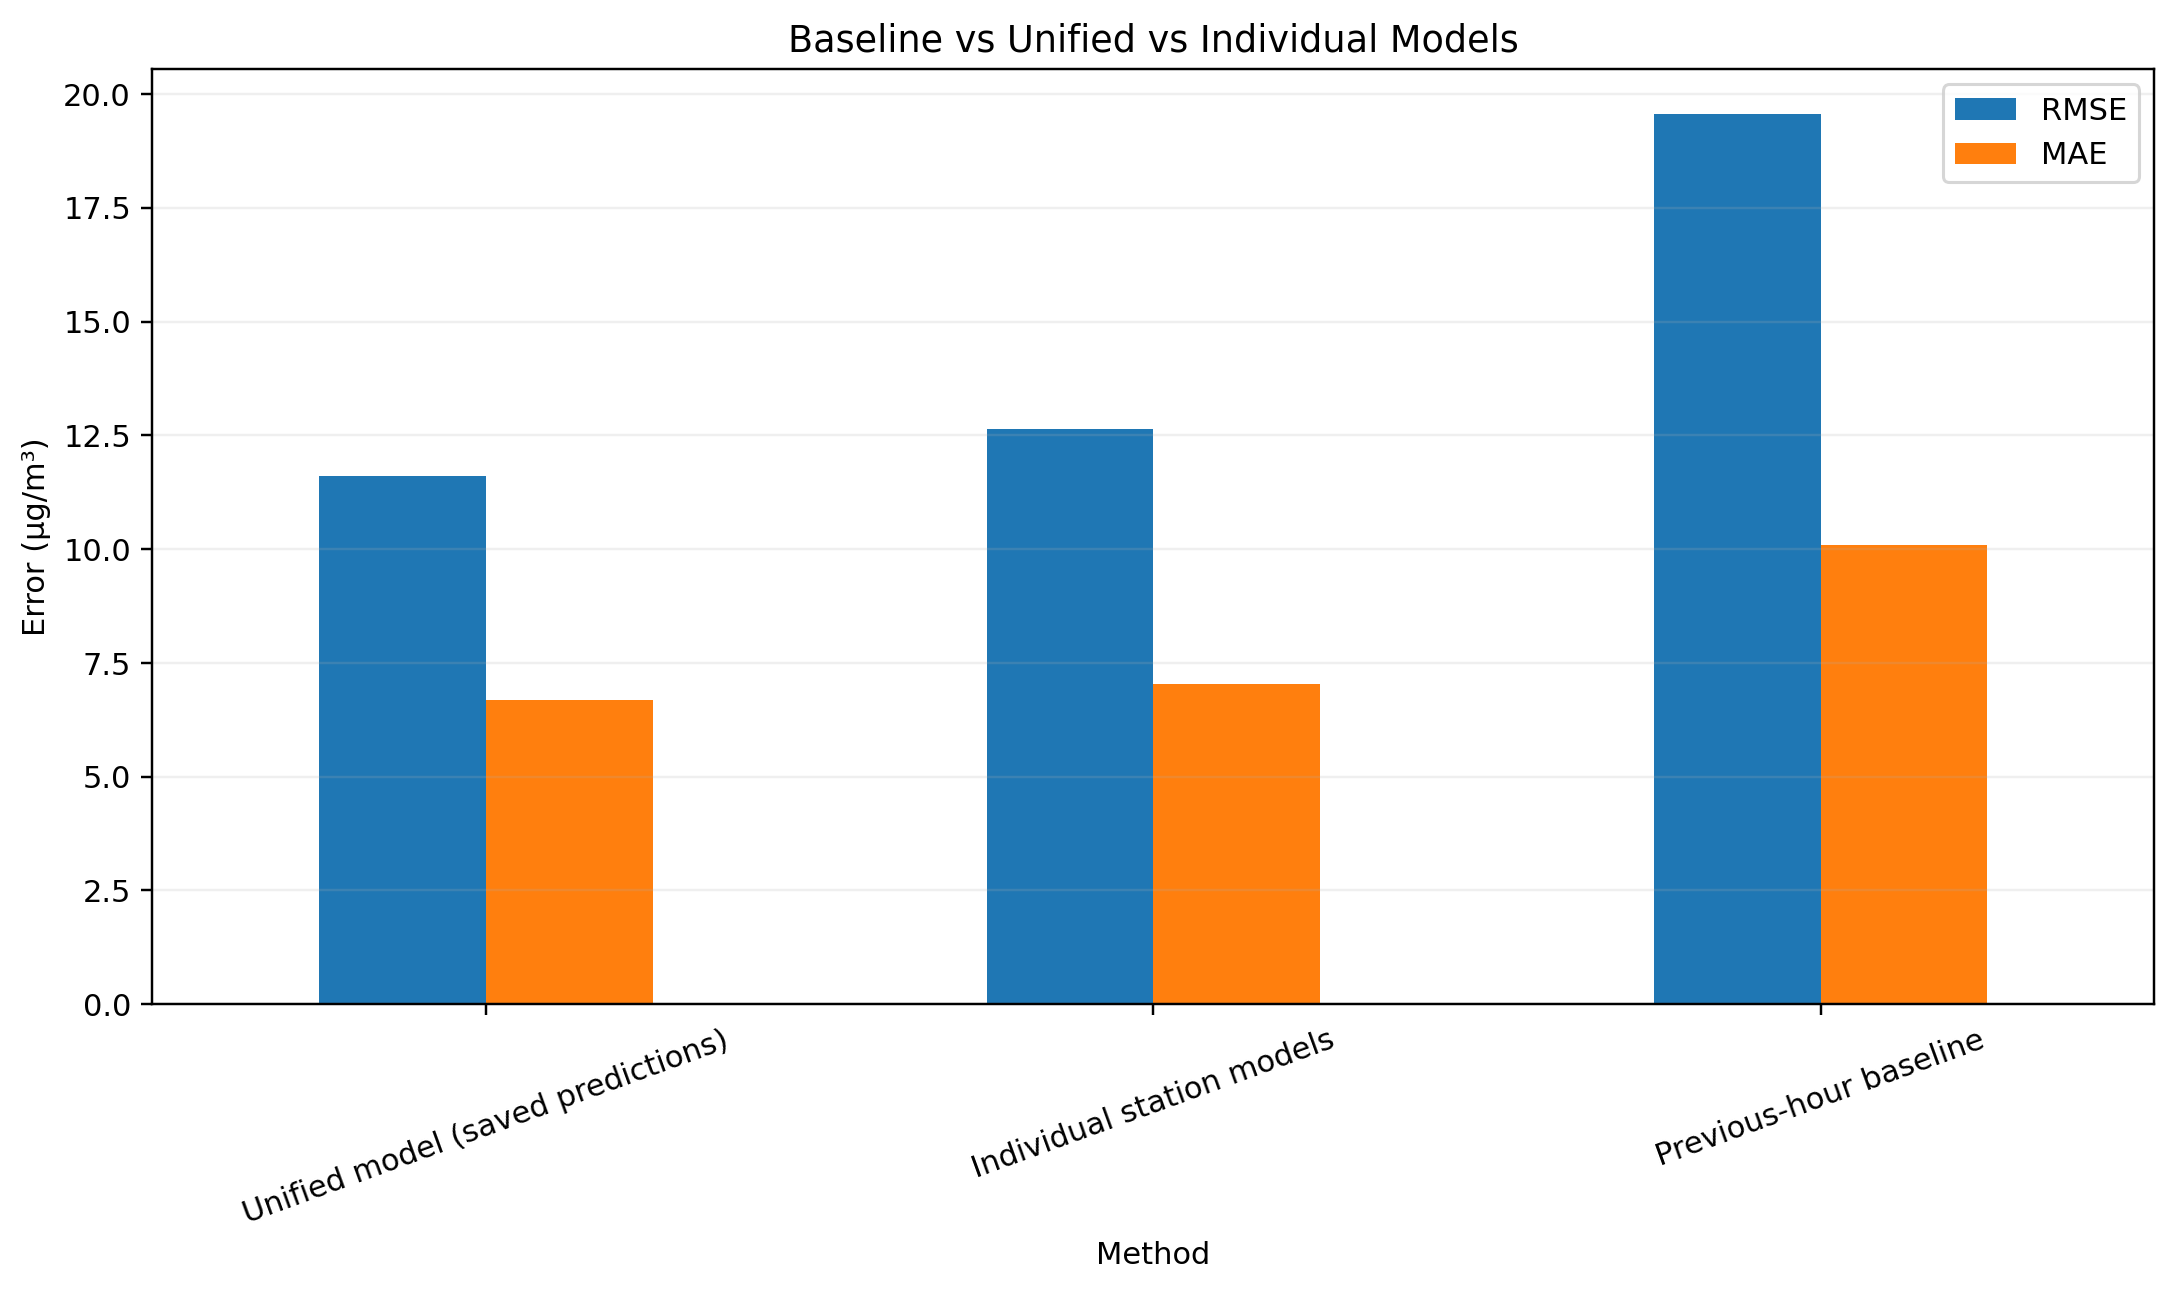 Baseline vs Unified vs Individual Models
RMSE
MAE
Error (µg/m³)
20.0
17.5
15.0
12.5
10.0
7.5
5.0
2.5
0.0
Unified model (saved predictions)
Individual station models
Previous-hour baseline
Method